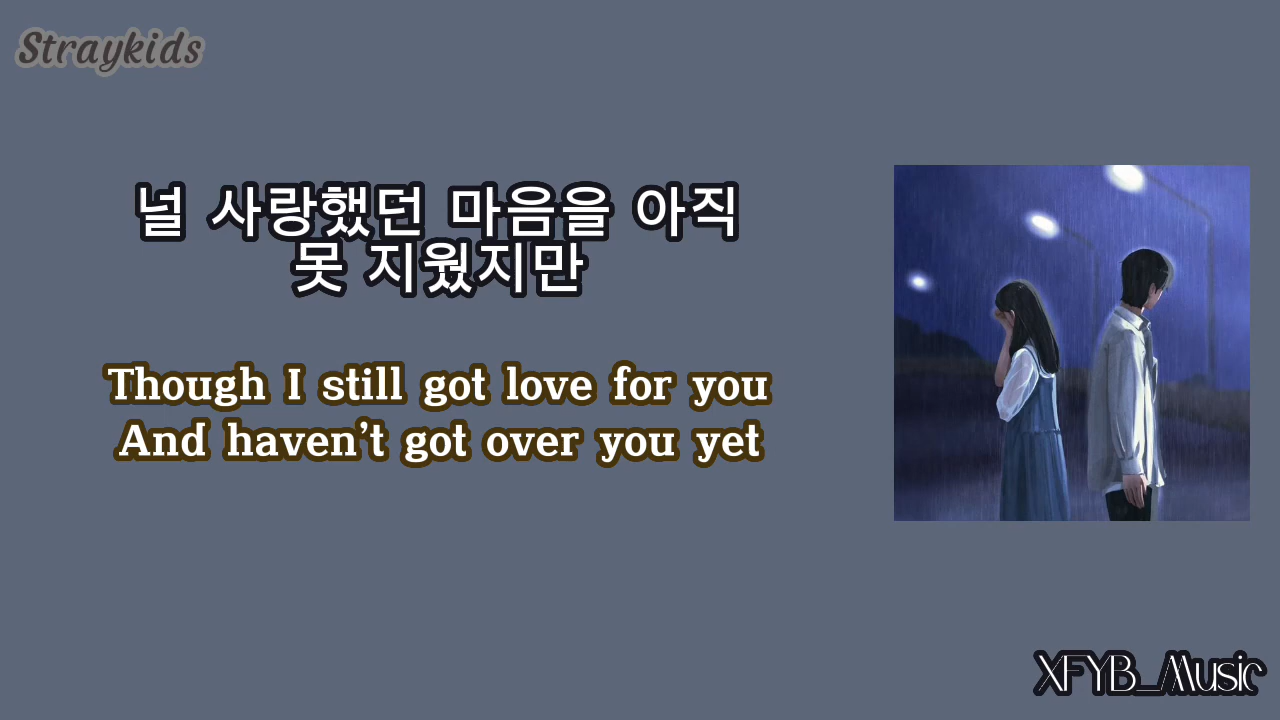 Straykids
널 사랑했던 마음을 아직
못 지웠지만
Though I still got love for you
And haven't got over you yet
XFYB_Music